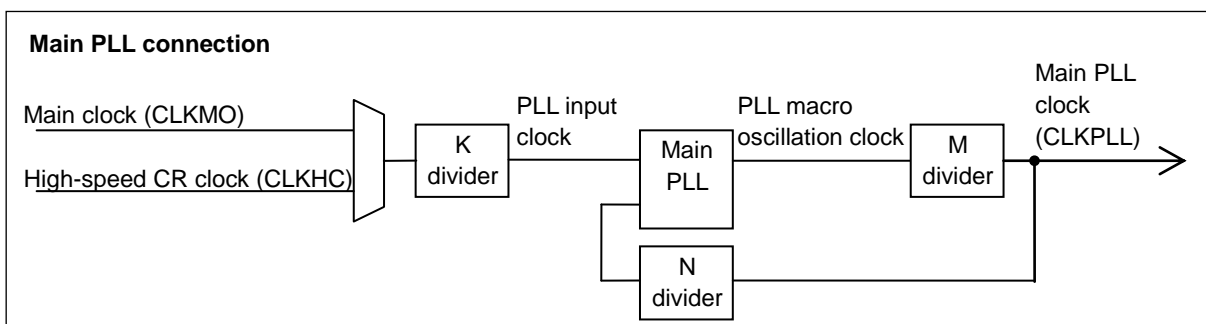 Main PLL connection
Main clock (CLKMO)
High-speed CR clock (CLKHC)
K
divider
PLL input
clock
Main
PLL
PLL macro
oscillation clock
M
divider
Main PLL
clock
(CLKPLL)
N
divider